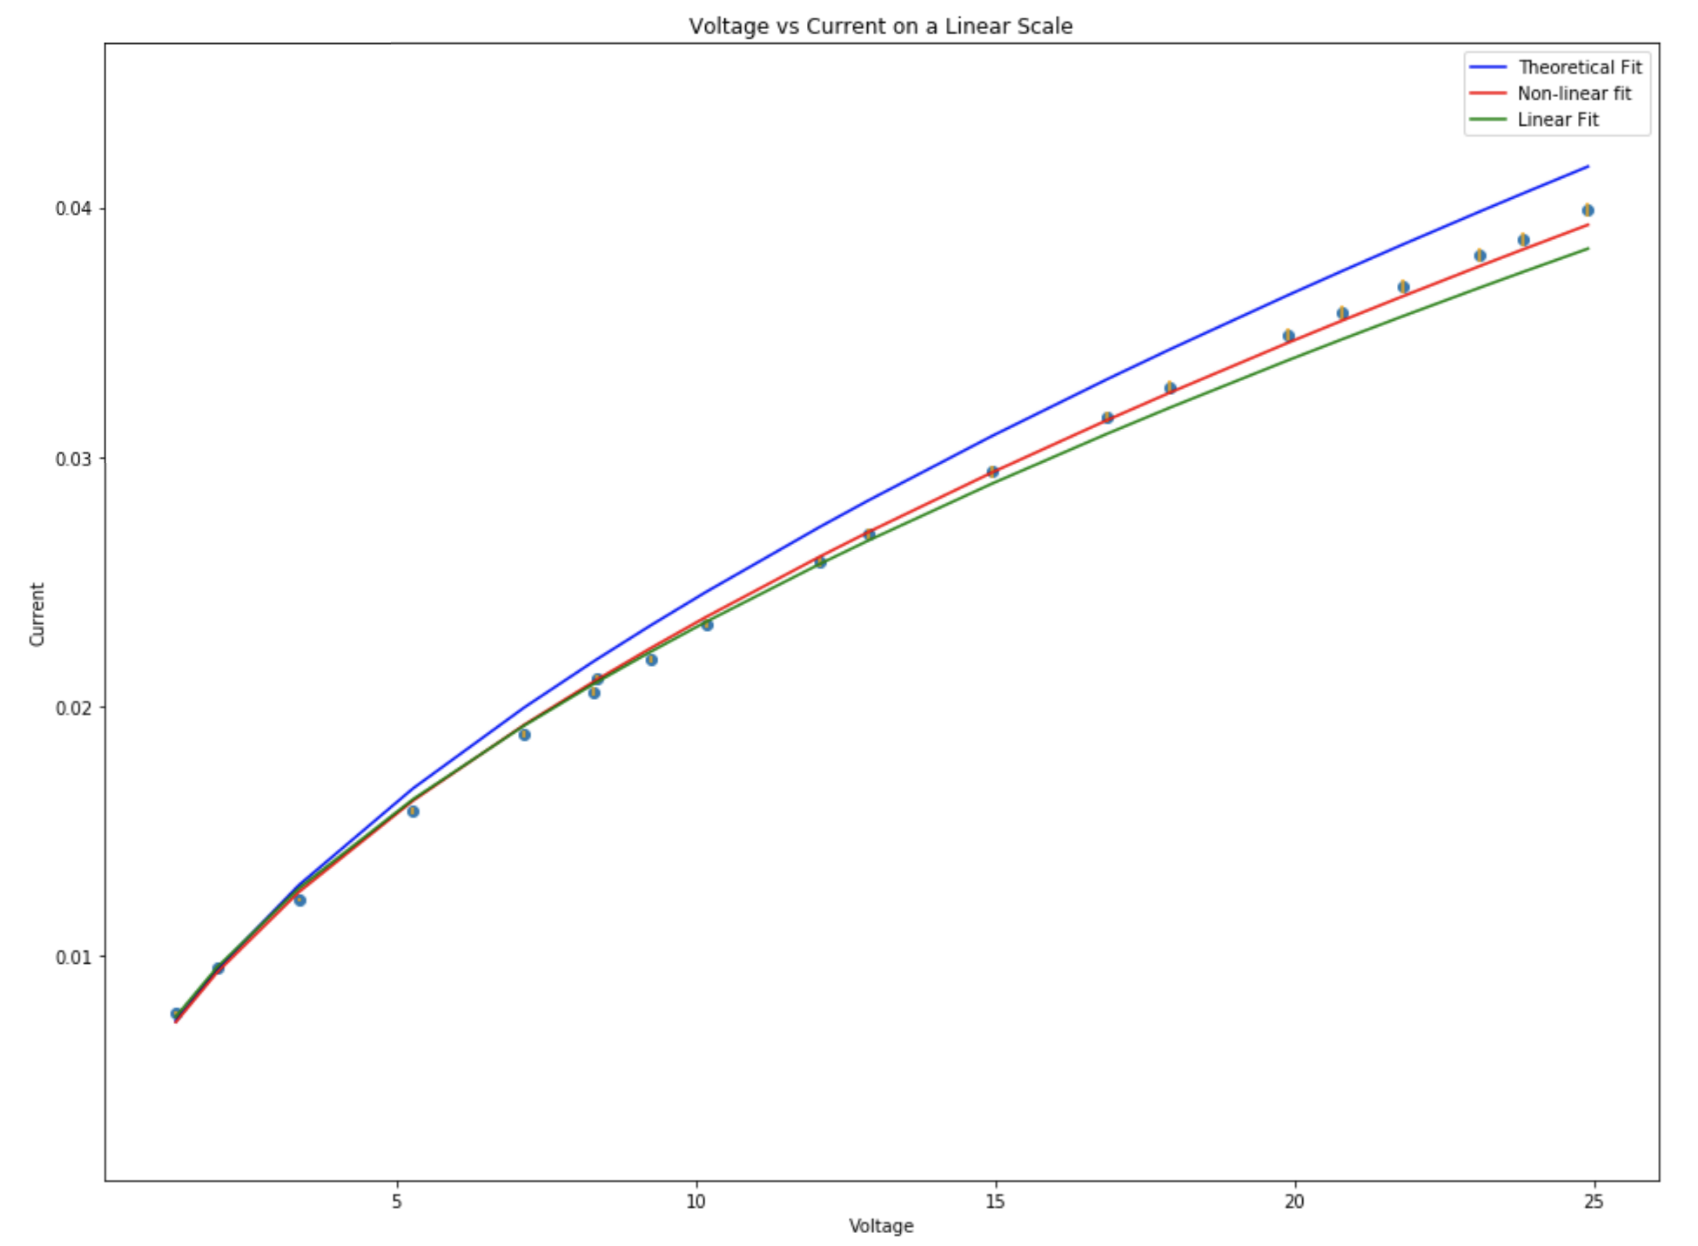 Voltage vs Current on a Linear Scale
Theoretical Fit
Non-linear fit
Linear Fit
0.04
0.03
0.02
0.01
Current
5 10 15 20 25
Voltage